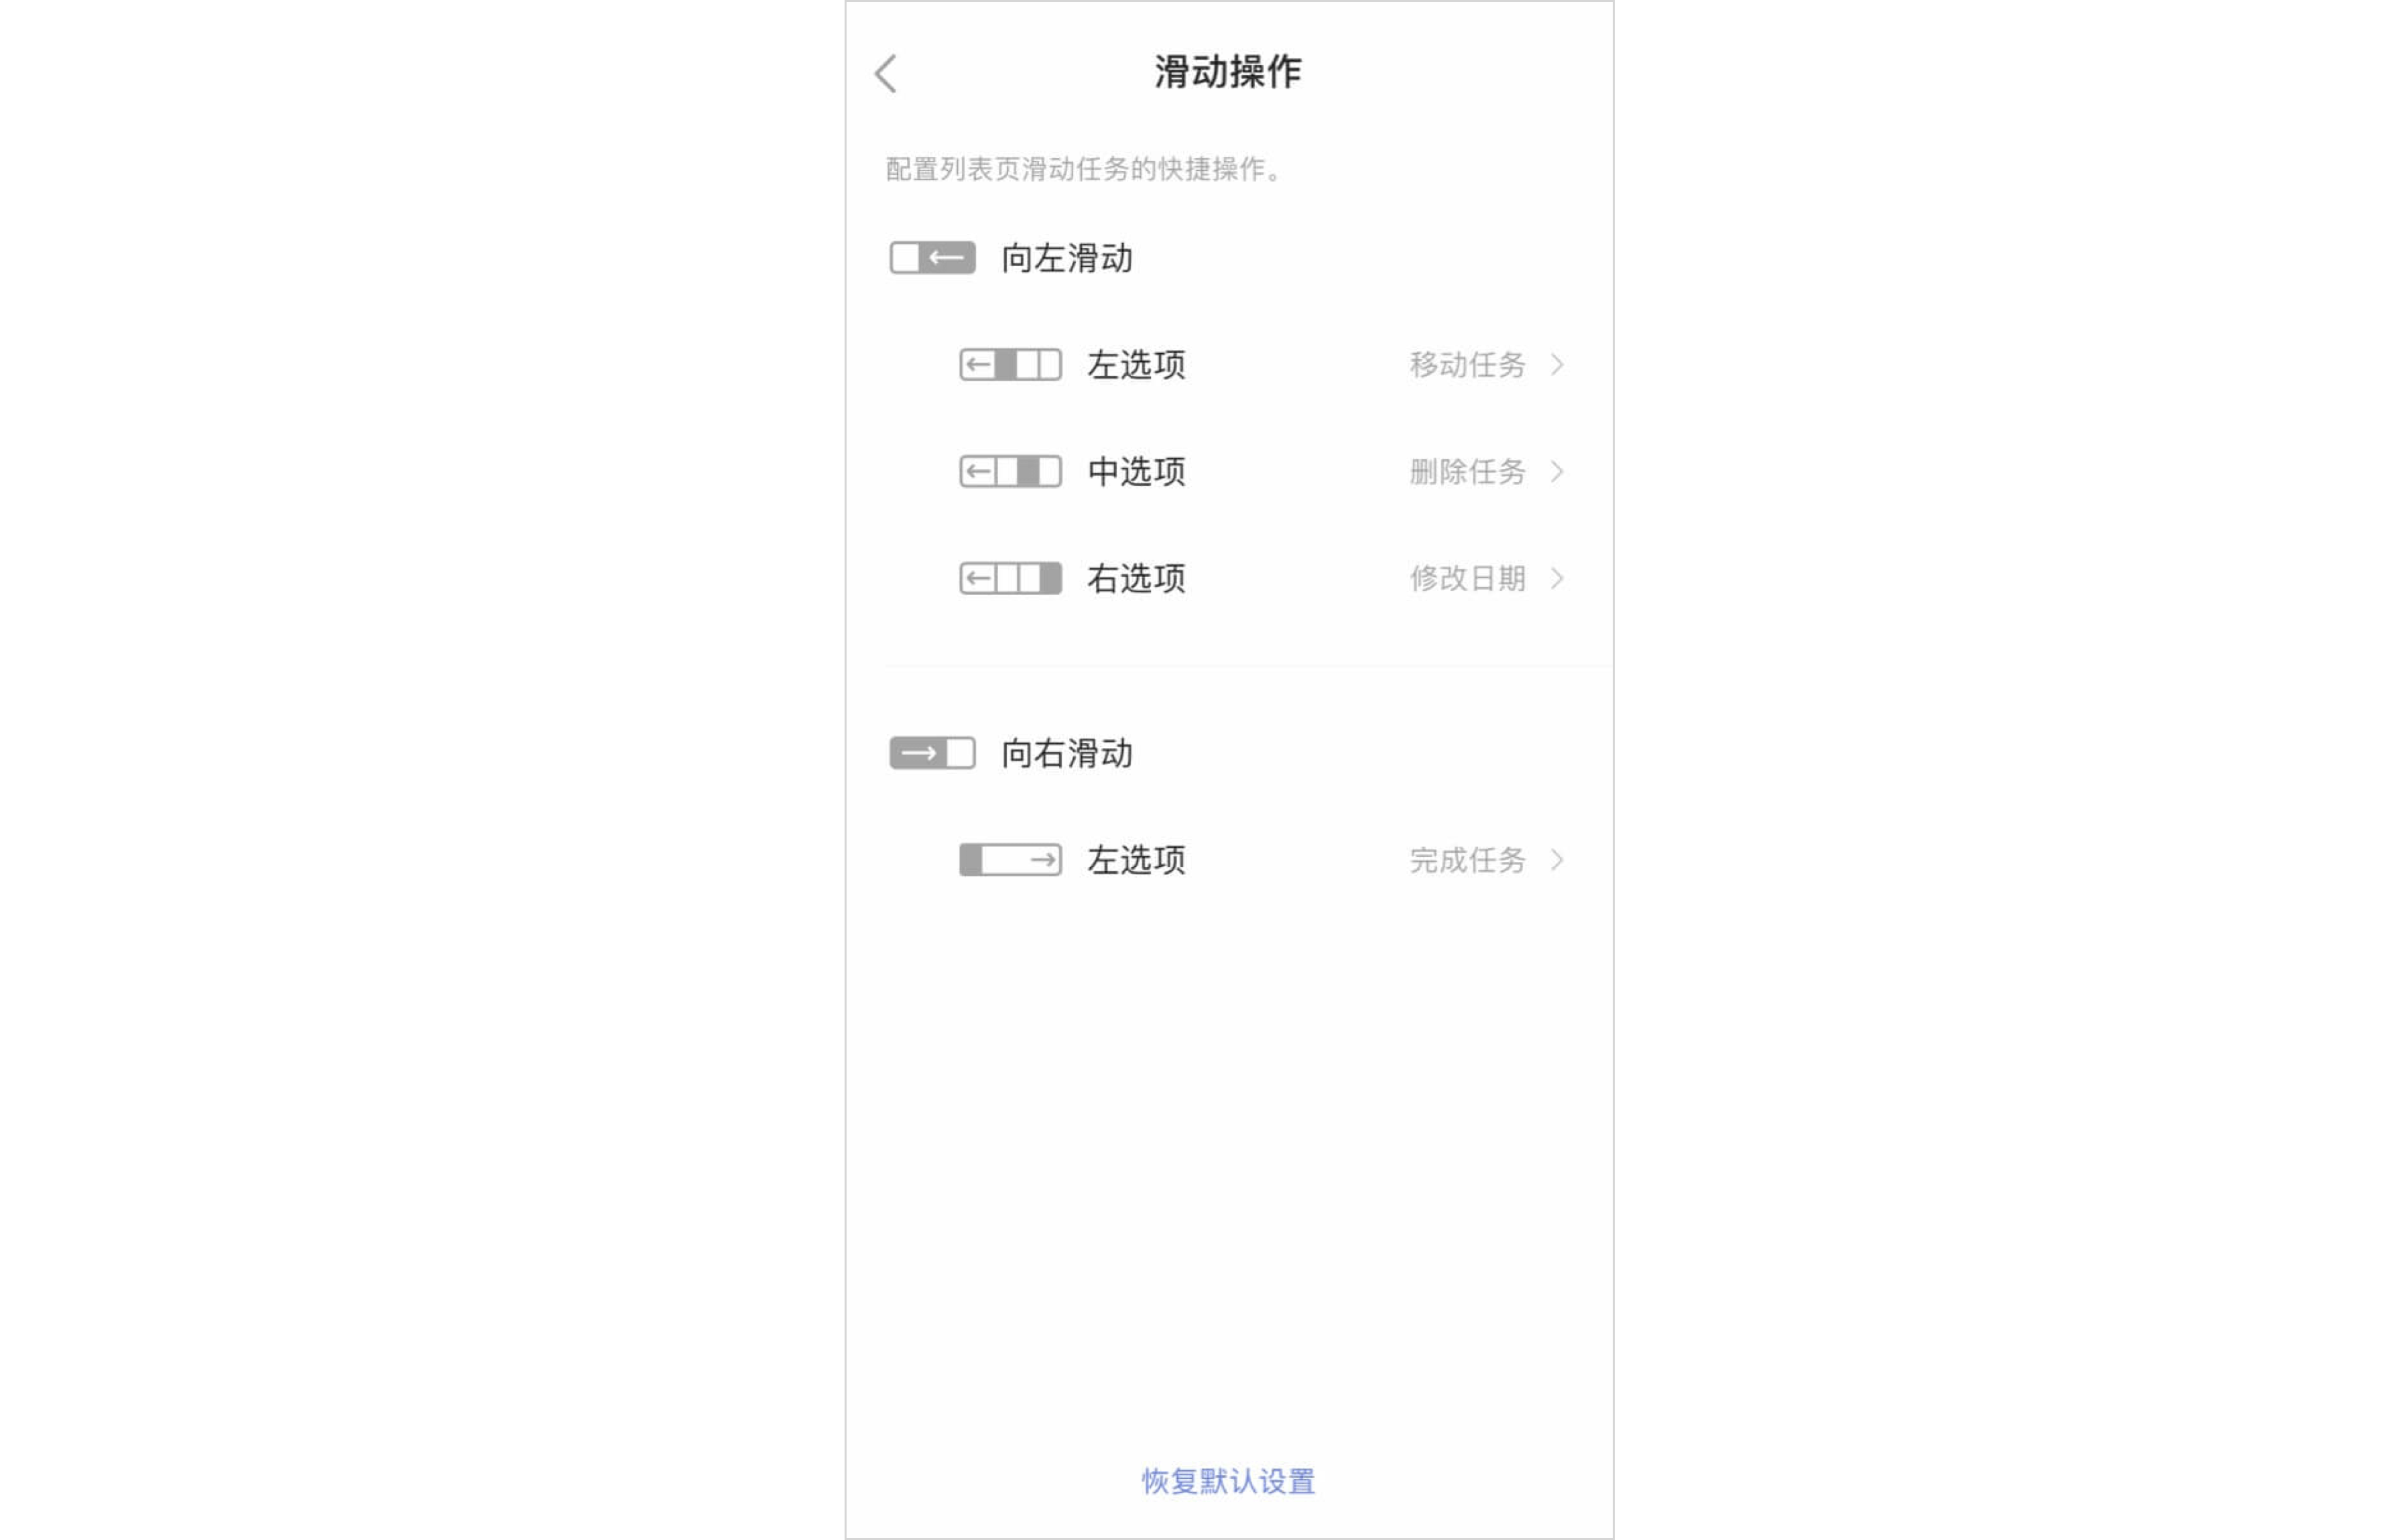 滑动操作
配置列表页滑动任务的快捷操作。
向左滑动
左选项 移动任务
中选项 删除任务
右选项 修改日期
向右滑动
左选项 完成任务
恢复默认设置